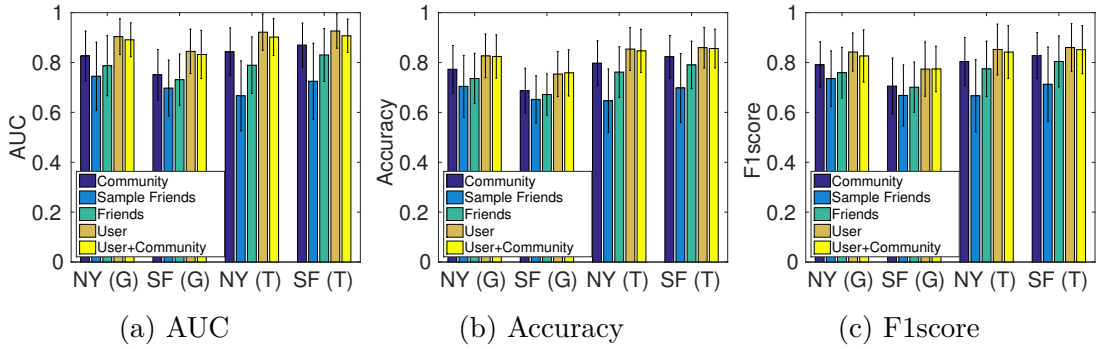 1
0.8
0.6
0.4
0.2
0
AUC
Community
Sample Friends
Friends
User
User+Community
NY (G) SF (G) NY (T) SF (T)
(a) AUC
1
0.8
0.6
0.4
0.2
0
Accuracy
Community
Sample Friends
Friends
User
User+Community
NY (G) SF (G) NY (T) SF (T)
(b) Accuracy
1
0.8
0.6
0.4
0.2
0
F1score
Community
Sample Friends
Friends
User
User+Community
NY (G) SF (G) NY (T) SF (T)
(c) F1score